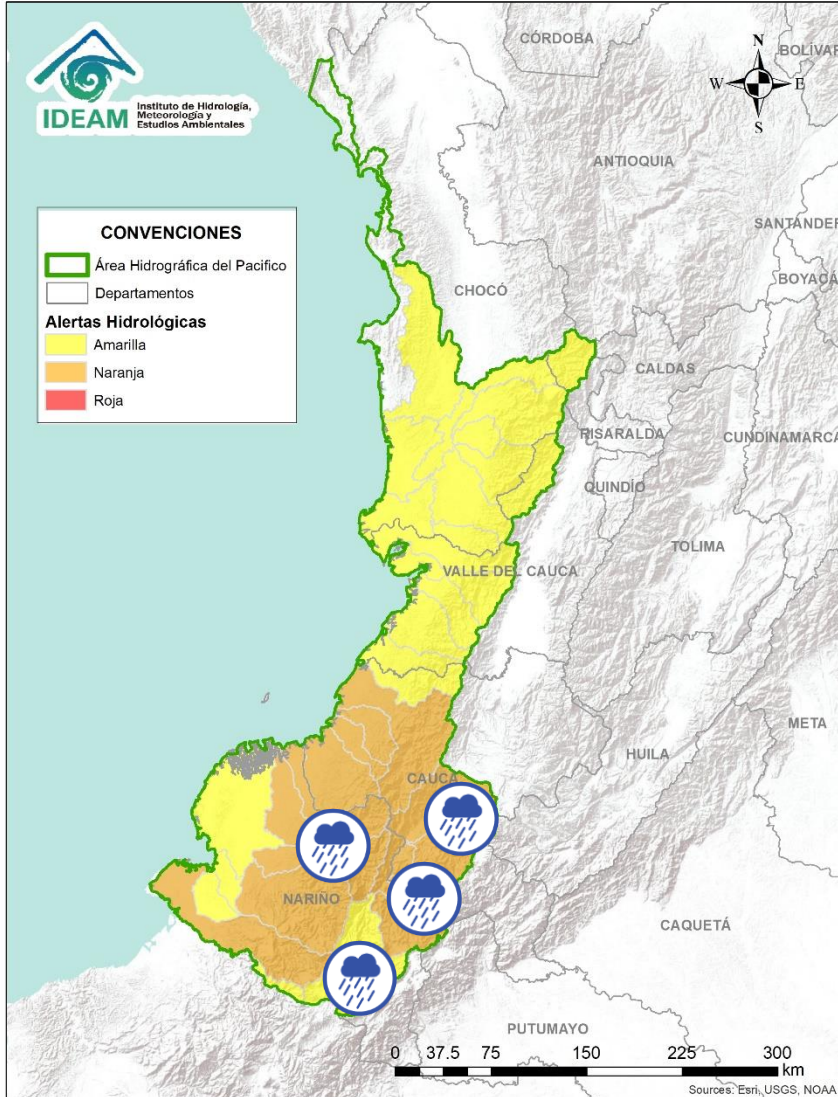 IDEAM
Instituto de Hidrología,
Meteorología y
Estudios Ambientales
N
W
E
S
CONVENCIONES
Área Hidrográfica del Pacifico
Departamentos
Alertas Hidrológicas
Amarilla
Naranja
Roja
CÓRDOBA
BOLÍVAR
ANTIOQUIA
SANTANDER
BOYACÁ
CHOCÓ
CALDAS
RISARALDA
CUNDINAMARCA
QUINDÍO
TOLIMA
VALLE DEL CAUCA
META
HUILA
CAUCA
NARIÑO
CAQUETÁ
PUTUMAYO
0 37.5 75 150 225 300
km
Sources: Esri, USGS, NOAA